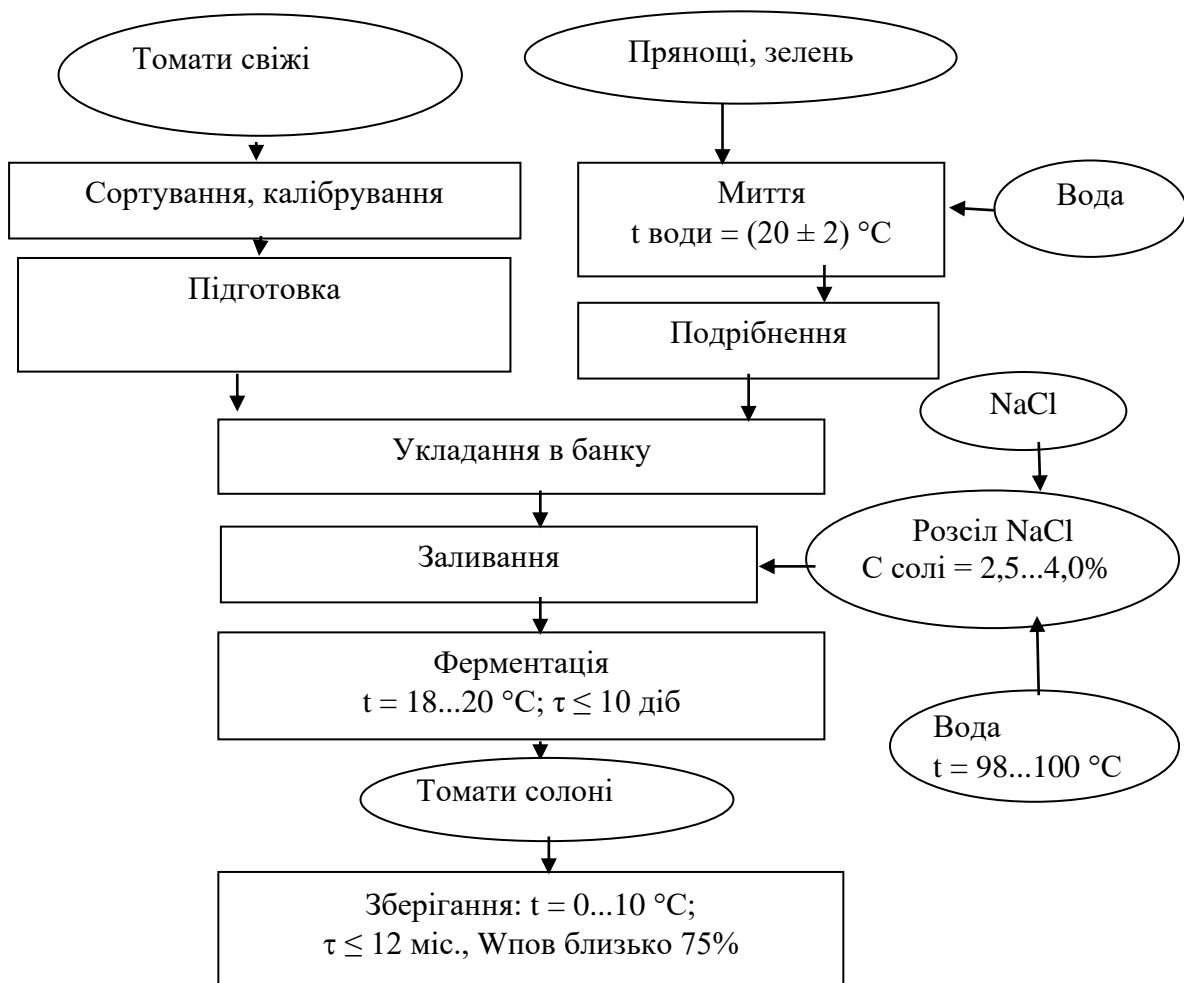 Томати свіжі
Прянощі, зелень
Сортування, калібрування
Миття
t води = (20 ± 2) °С
Вода
Підготовка
Подрібнення
NaCl
Укладання в банку
Заливання
Розсіл NaCl
С солі = 2,5...4,0%
Ферментація
t = 18...20 °С; τ ≤ 10 діб
Вода
t = 98...100 °С
Томати солоні
Зберігання: t = 0...10 °С;
τ ≤ 12 міс., Wпов близько 75%